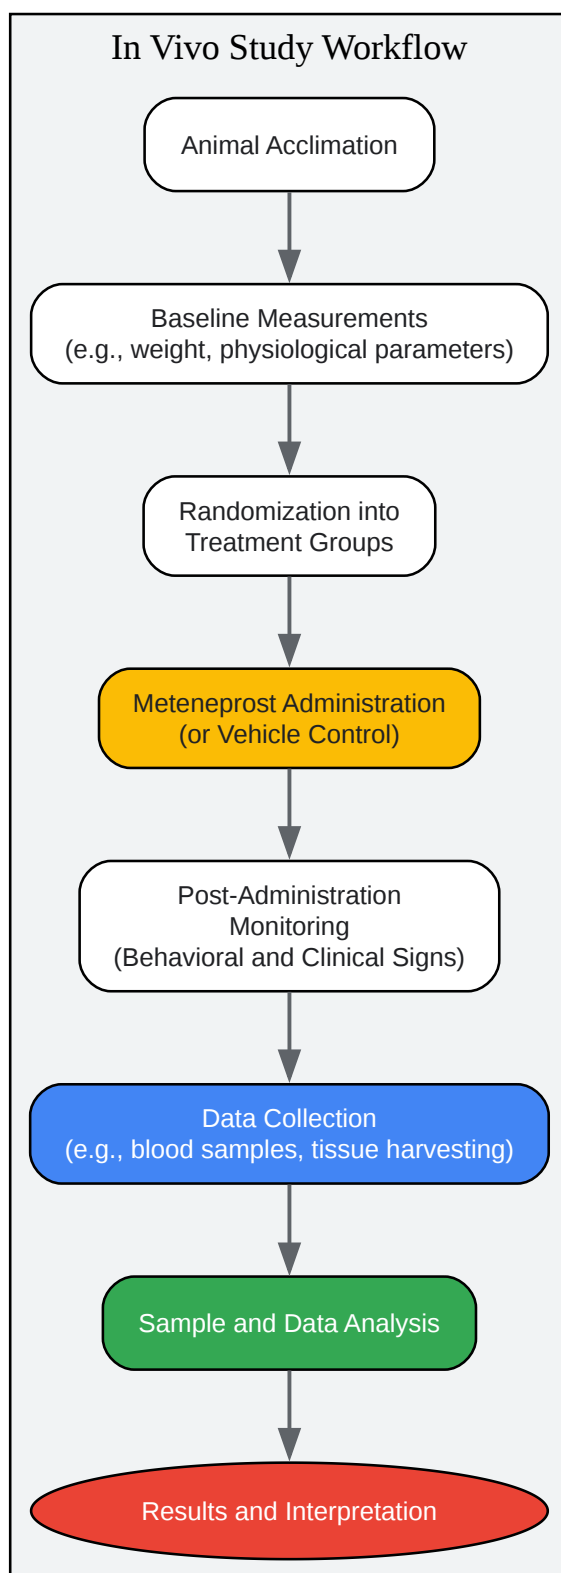 In Vivo Study Workflow
Animal Acclimation
Baseline Measurements
(e.g., weight, physiological parameters)
Randomization into
Treatment Groups
Meteneprost Administration
(or Vehicle Control)
Post-Administration
Monitoring
(Behavioral and Clinical Signs)
Data Collection
(e.g., blood samples, tissue harvesting)
Sample and Data Analysis
Results and Interpretation